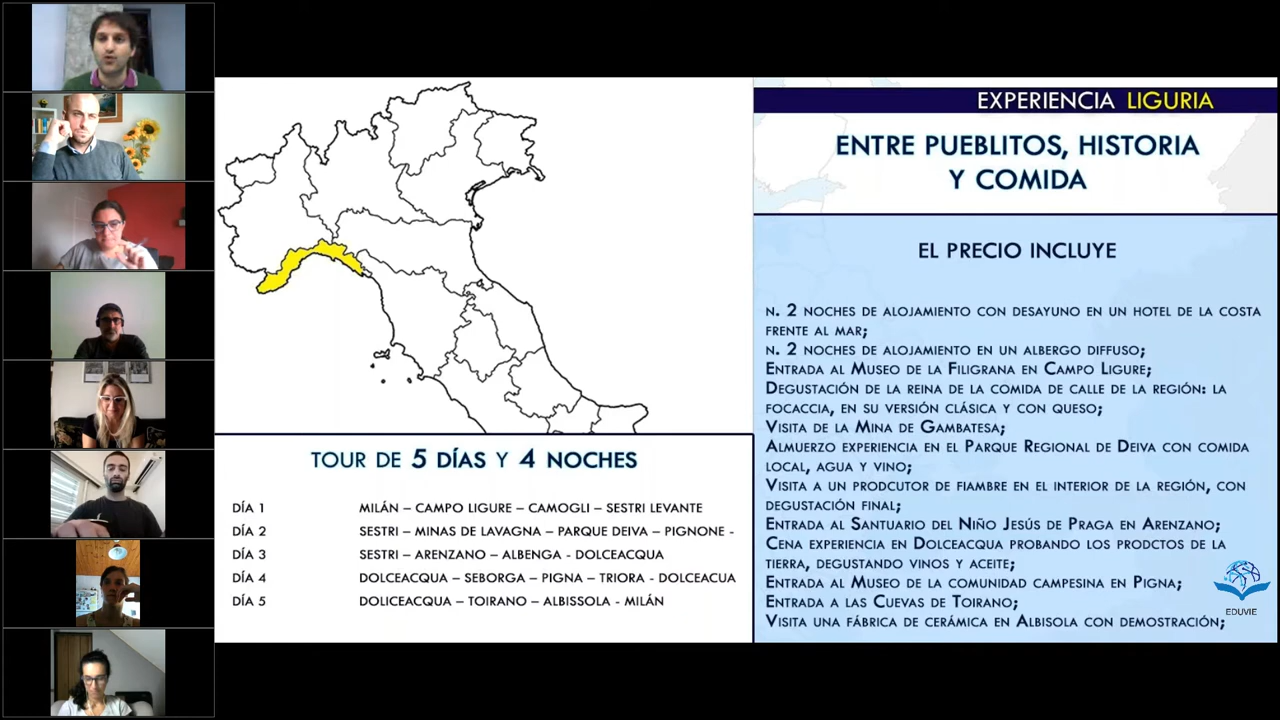 EXPERIENCIA LIGURIA
ENTRE PUEBLITOS, HISTORIA
Y COMIDA
EL PRECIO INCLUYE
N. 2 NOCHES DE ALOJAMIENTO CON DESAYUNO EN UN HOTEL DE LA COSTA
FRENTE AL MAR;
N. 2 NOCHES DE ALOJAMIENTO EN UN ALBERGO DIFFUSO;
ENTRADA AL MUSEO DE LA FILIGRANA EN CAMPO LIGURE;
DEGUSTACIÓN DE LA REINA DE LA COMIDA DE CALLE DE LA REGIÓN: LA
FOCACCIA, EN SU VERSIÓN CLÁSICA Y CON QUESO;
VISITA DE LA MINA DE GAMBATESA;
ALMUERZO EXPERIENCIA EN EL PARQUE REGIONAL DE DEIVA CON COMIDA
LOCAL, AGUA Y VINO;
VISITA A UN PRODCUTOR DE FIAMBRE EN EL INTERIOR DE LA REGIÓN, CON
DEGUSTACIÓN FINAL;
ENTRADA AL SANTUARIO DEL NIÑO JESÚS DE PRAGA EN ARENZANO;
CENA EXPERIENCIA EN DOLCEACQUA PROBANDO LOS PRODCTOS DE LA
TIERRA, DEGUSTANDO VINOS Y ACEITE;
ENTRADA AL MUSEO DE LA COMUNIDAD CAMPESINA EN PIGNA;
ENTRADA A LAS CUEVAS DE TOIRANO;
VISITA UNA FÁBRICA DE CERÁMICA EN ALBISOLA CON DEMOSTRACIÓN;
EDUVIE
TOUR DE 5 DÍAS Y 4 NOCHES
DÍA 1 MILÁN – CAMPO LIGURE – CAMOGLI – SESTRI LEVANTE
DÍA 2 SESTRI – MINAS DE LAVAGNA – PARQUE DEIVA – PIGNONE -
DÍA 3 SESTRI – ARENZANO – ALBENGA - DOLCEACQUA
DÍA 4 DOLCEACQUA – SEBORGA – PIGNA – TRIORA - DOLCEACUA
DÍA 5 DOLICEACQUA – TOIRANO – ALBISSOLA - MILÁN